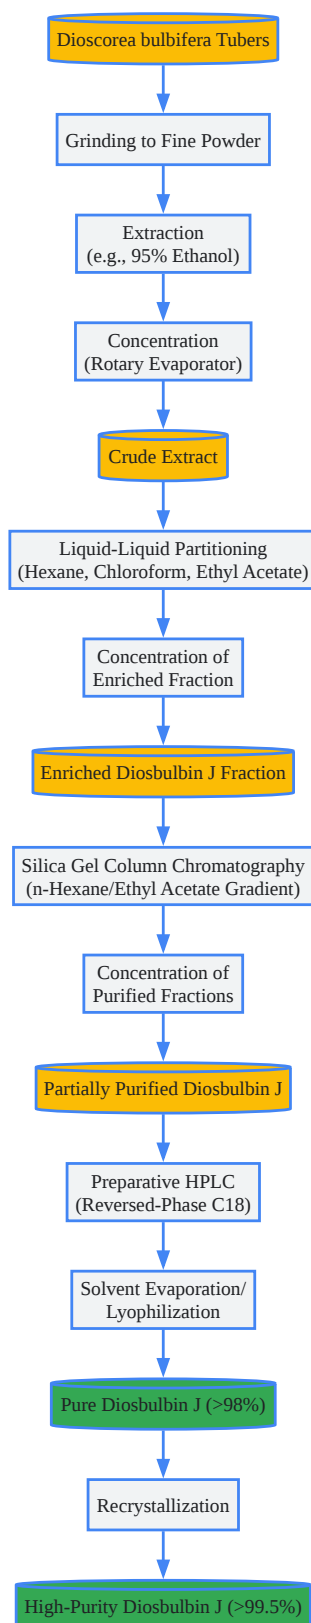 Dioscorea bulbifera Tubers
Grinding to Fine Powder
Extraction
(e.g., 95% Ethanol)
Concentration
(Rotary Evaporator)
Crude Extract
Liquid-Liquid Partitioning
(Hexane, Chloroform, Ethyl Acetate)
Concentration of
Enriched Fraction
Enriched Diosbulbin J Fraction
Silica Gel Column Chromatography
(n-Hexane/Ethyl Acetate Gradient)
Concentration of
Purified Fractions
Partially Purified Diosbulbin J
Preparative HPLC
(Reversed-Phase C18)
Solvent Evaporation/
Lyophilization
Pure Diosbulbin J (>98%)
Recrystallization
High-Purity Diosbulbin J (>99.5%)